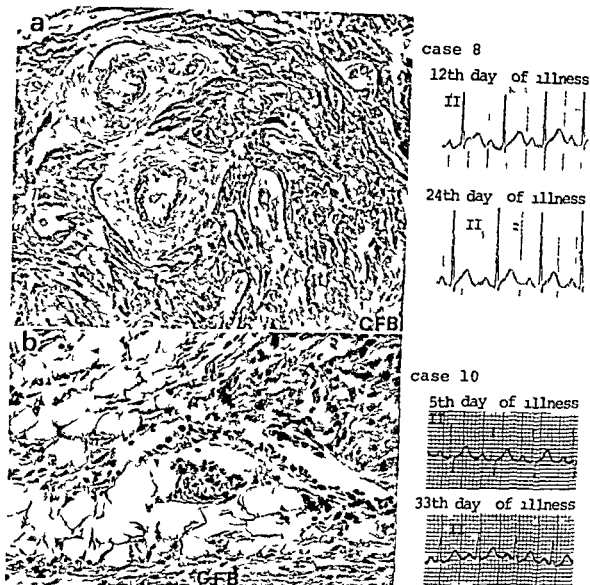 a
case 8
12th day of illness
II
24th day of illness
II
CFB
b
case 10
5th day of illness
II
33th day of illness
II
CFB